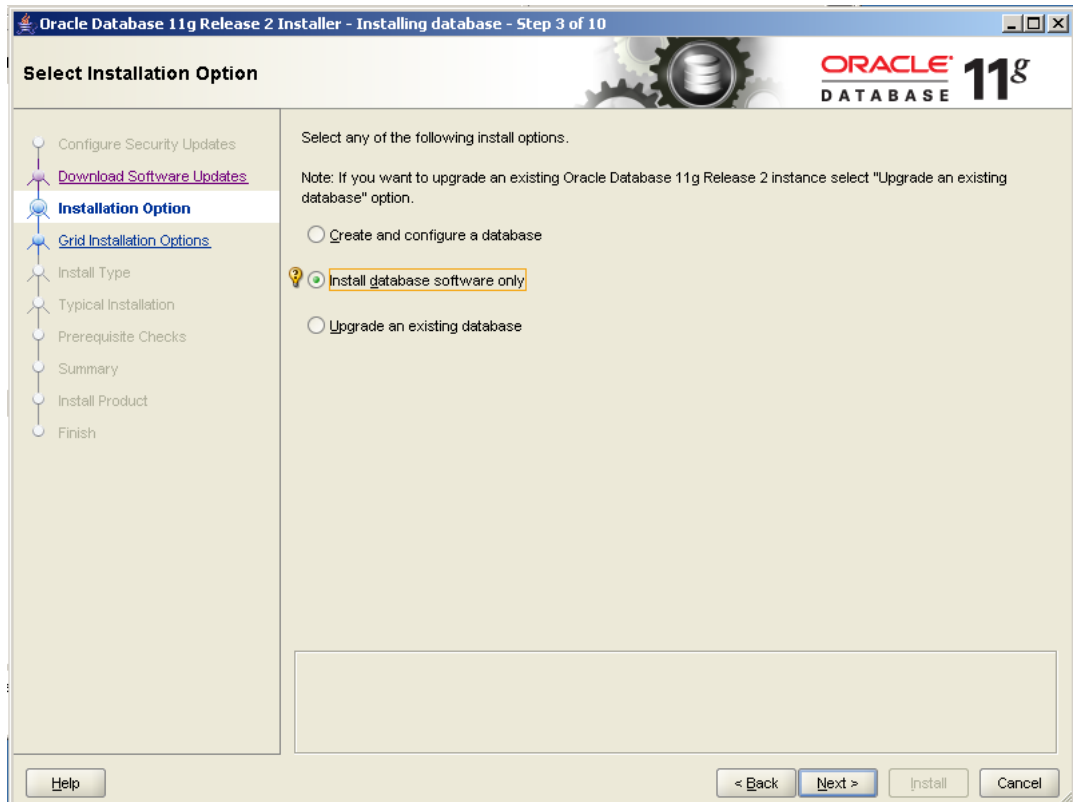 Oracle Database 11g Release 2 Installer - Installing database - Step 3 of 10
Select Installation Option
ORACLE
DATABASE
11g
Configure Security Updates
Download Software Updates
Installation Option
Grid Installation Options
Install Type
Typical Installation
Prerequisite Checks
Summary
Install Product
Finish
Select any of the following install options.
Note: If you want to upgrade an existing Oracle Database 11g Release 2 instance select "Upgrade an existing
database" option.
Create and configure a database
Install database software only
Upgrade an existing database
Help
< Back
Next >
Install
Cancel